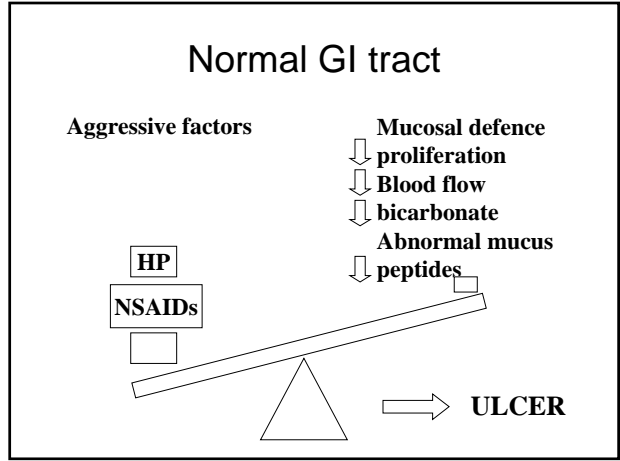 Normal GI tract
Aggressive factors
Mucosal defence
proliferation
Blood flow
bicarbonate
Abnormal mucus
peptides
HP
NSAIDs
ULCER